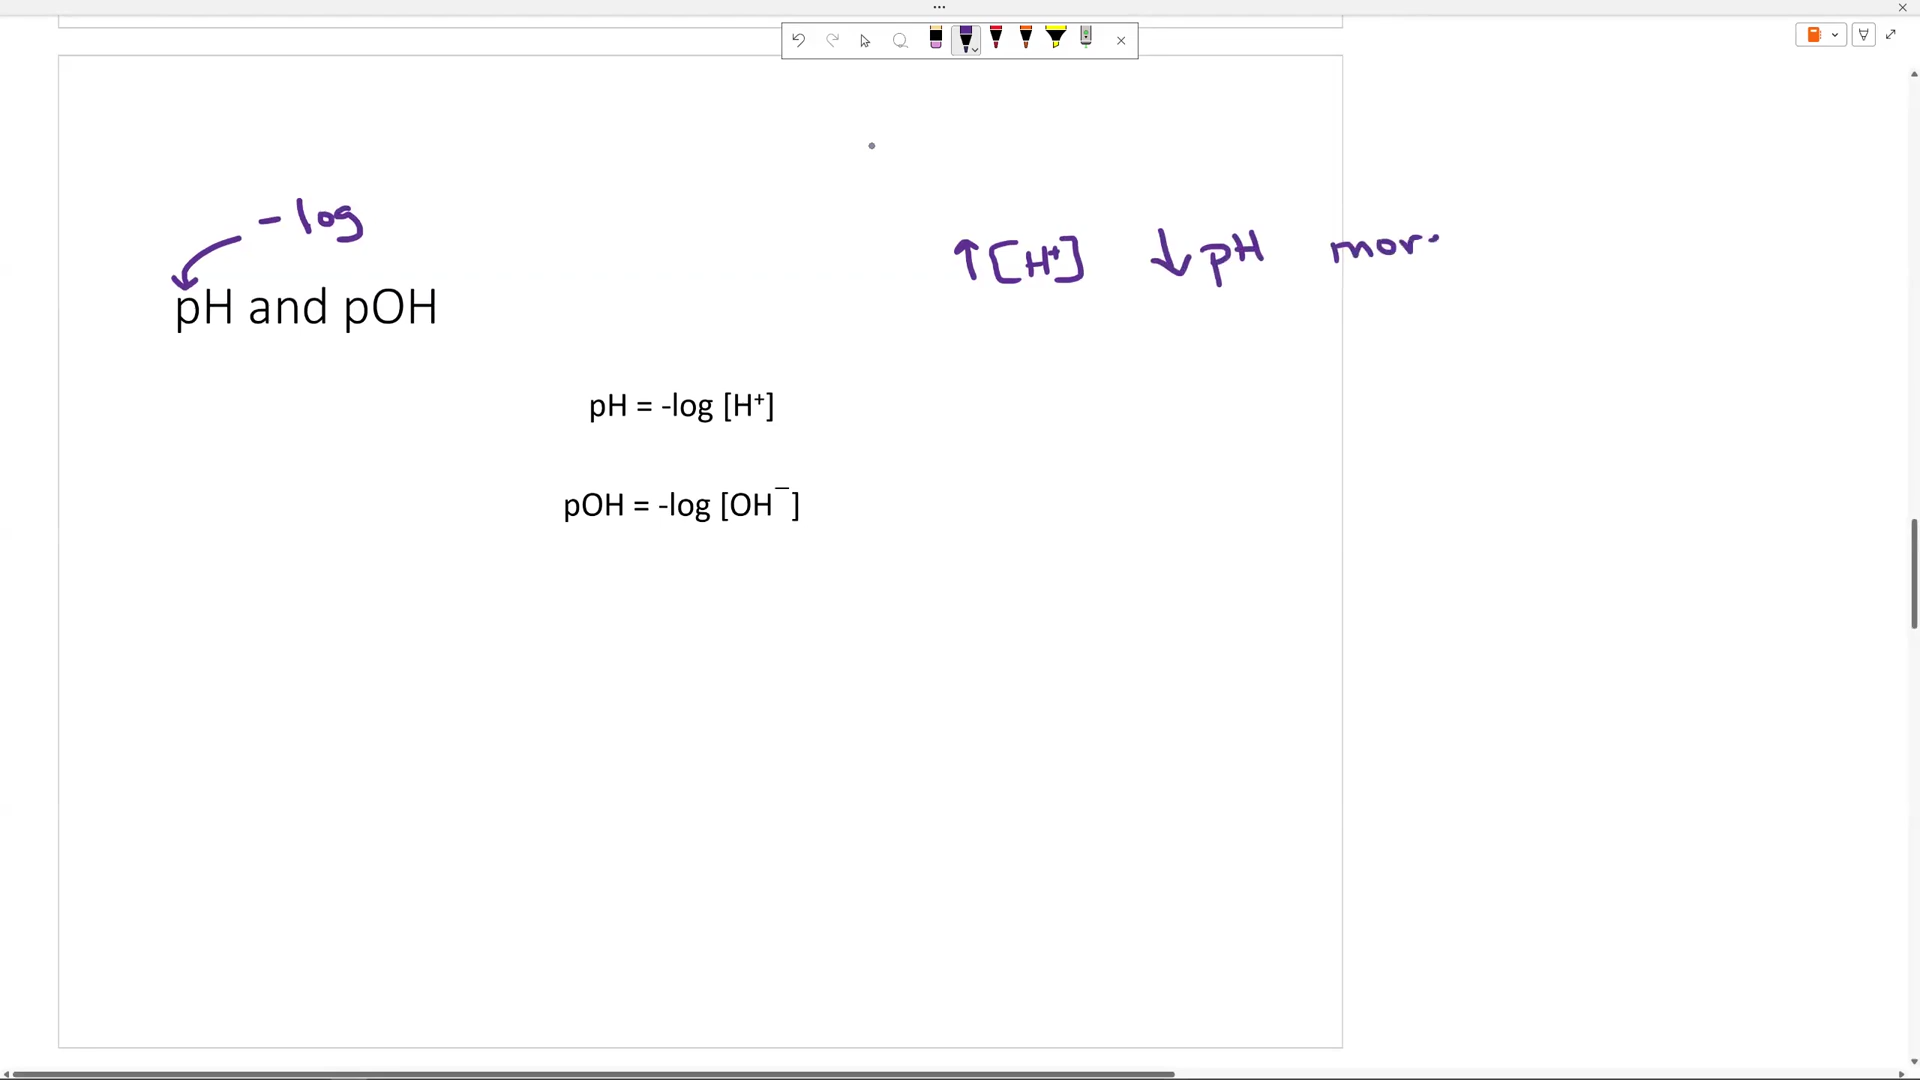 - log
↑ [H⁺] ↓ pH mor
pH and pOH
pH = -log [H⁺]
pOH = -log [OH⁻]